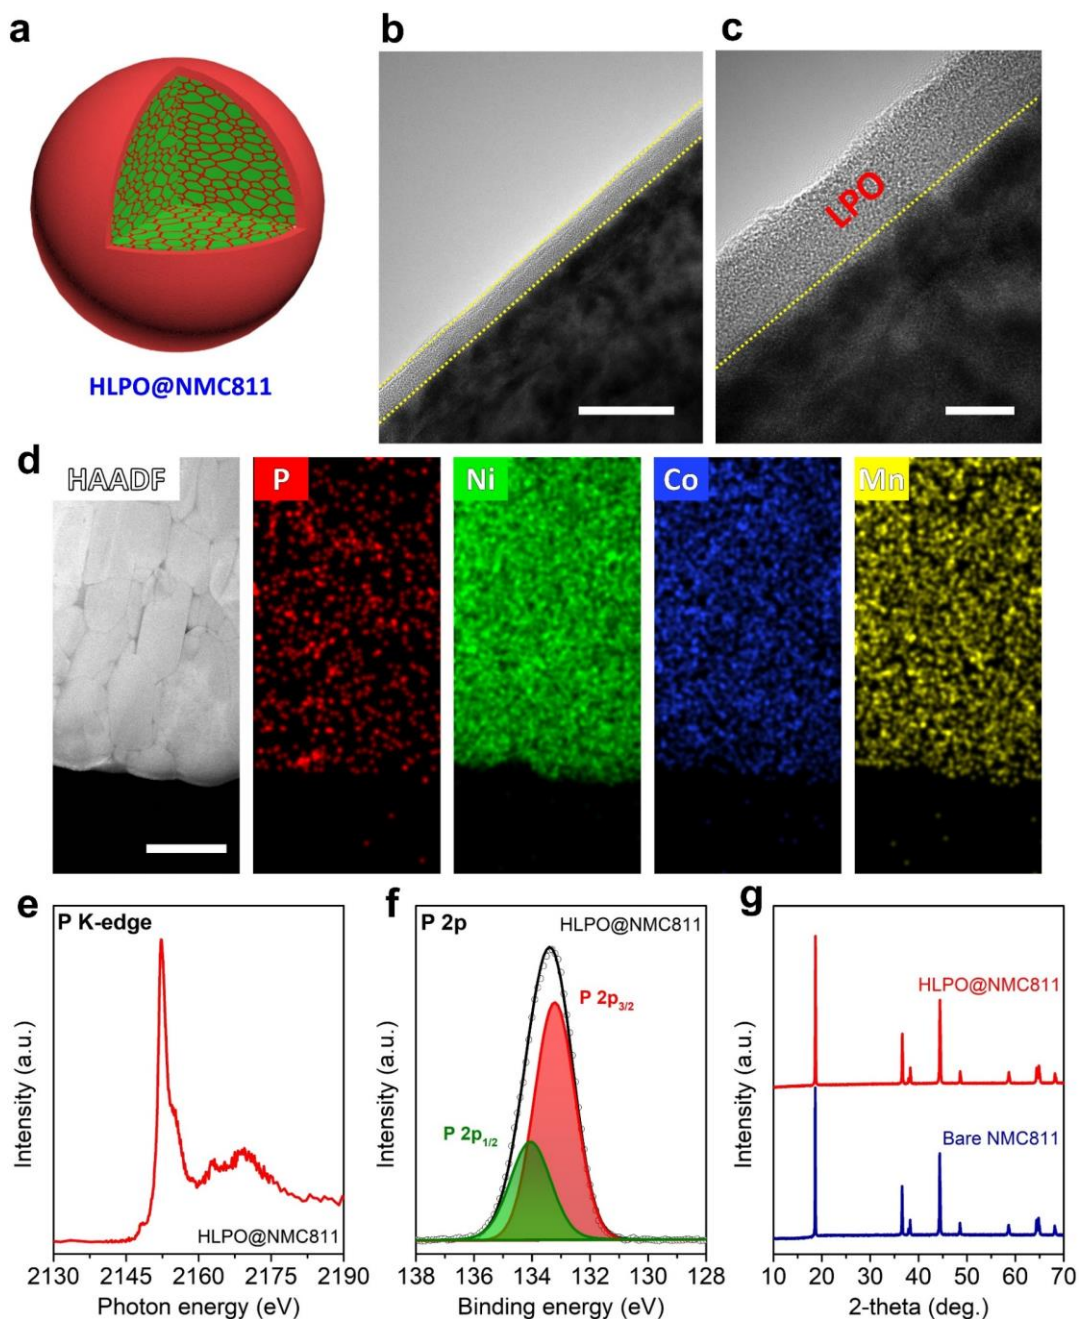 a
b
c
HLPO@NMC811
LPO
d
HAADF
P
Ni
Co
Mn
e
P K-edge
HLPO@NMC811
Intensity (a.u.)
2130 2145 2160 2175 2190
Photon energy (eV)
f
P 2p
HLPO@NMC811
P 2p3/2
P 2p1/2
Intensity (a.u.)
138 136 134 132 130 128
Binding energy (eV)
g
HLPO@NMC811
Bare NMC811
Intensity (a.u.)
10 20 30 40 50 60 70
2-theta (deg.)